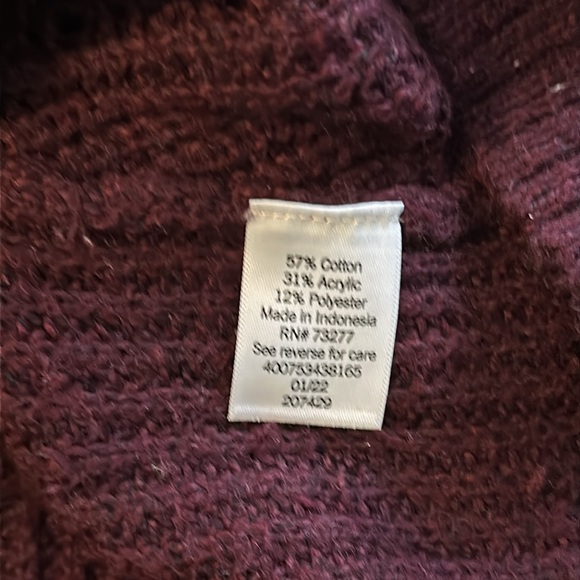 57% Cotton
31% Acrylic
12% Polyester
Made in Indonesia
RN# 73277
See reverse for care
400753438165
01/22
207429